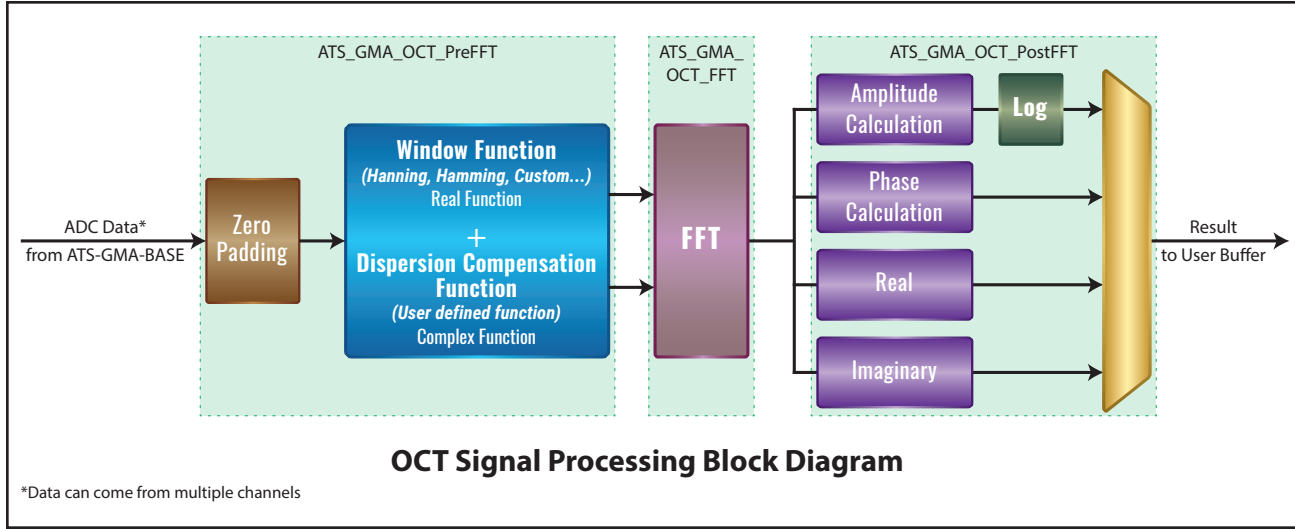 ATS_GMA_OCT_PreFFT
ATS_GMA_
OCT_FFT
ATS_GMA_OCT_PostFFT
ADC Data*
from ATS-GMA-BASE
Zero
Padding
Window Function
(Hanning, Hamming, Custom...)
Real Function
+
Dispersion Compensation
Function
(User defined function)
Complex Function
FFT
Amplitude
Calculation
Log
Phase
Calculation
Real
Imaginary
Result
to User Buffer
OCT Signal Processing Block Diagram
*Data can come from multiple channels